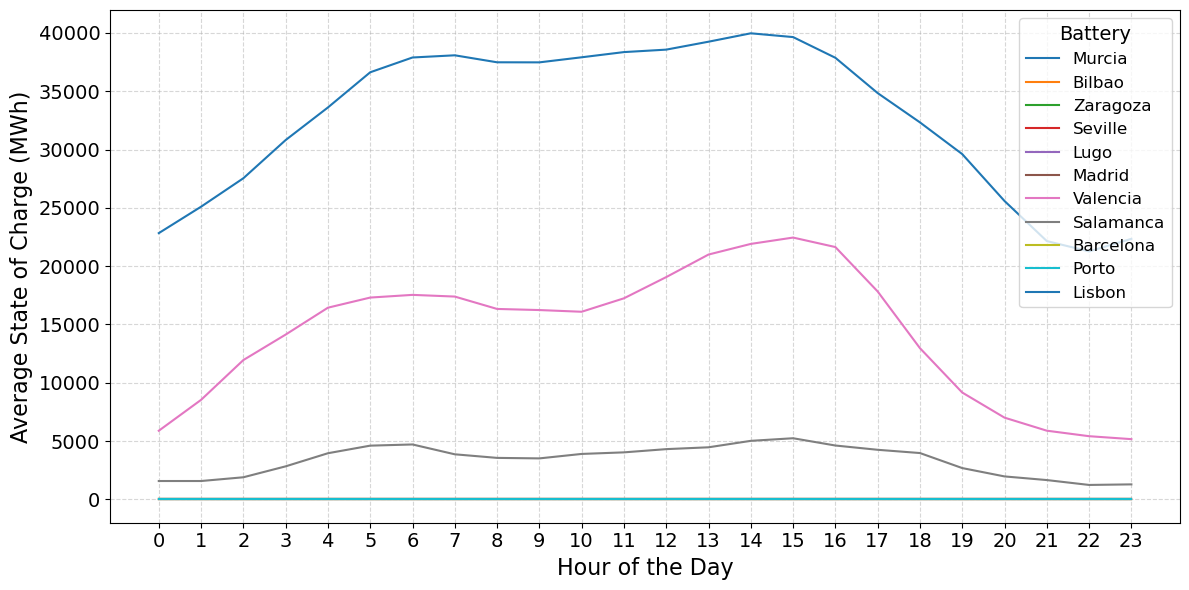 Average State of Charge (MWh)
40000
35000
30000
25000
20000
15000
10000
5000
0
Battery
Murcia
Bilbao
Zaragoza
Seville
Lugo
Madrid
Valencia
Salamanca
Barcelona
Porto
Lisbon
0 1 2 3 4 5 6 7 8 9 10 11 12 13 14 15 16 17 18 19 20 21 22 23
Hour of the Day